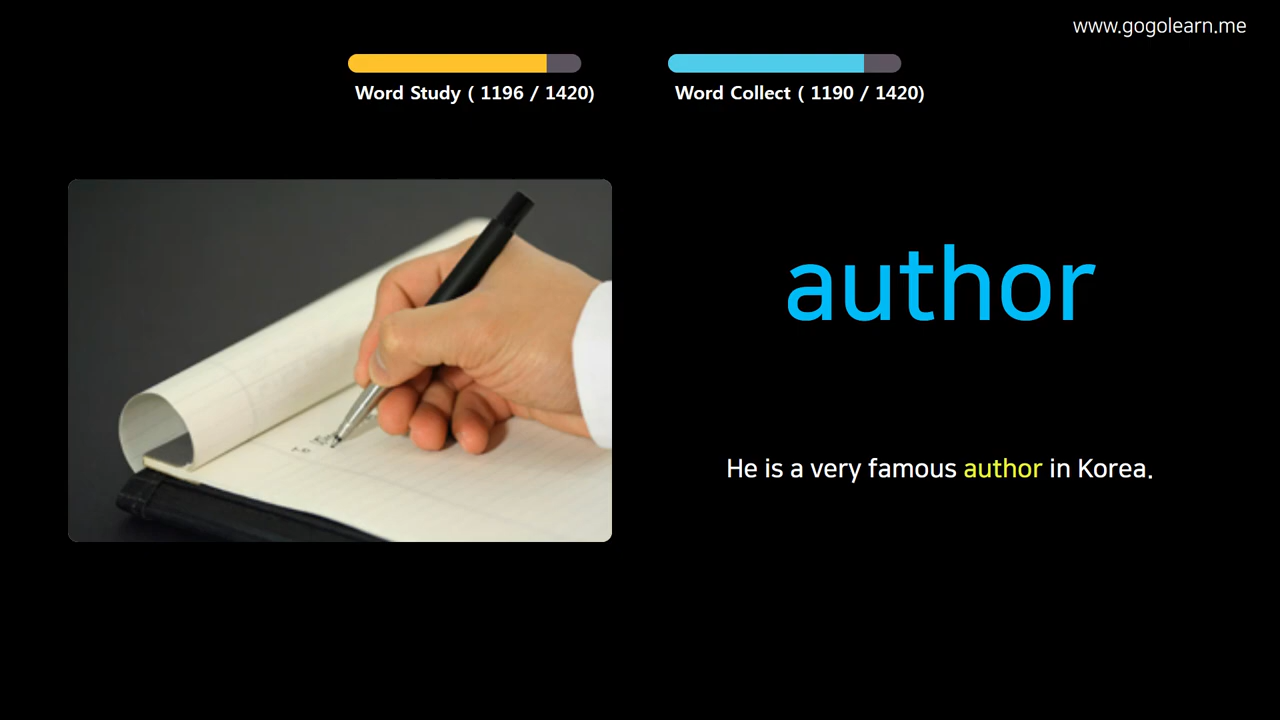 www.gogolearn.me
Word Study ( 1196 / 1420)
Word Collect ( 1190 / 1420)
author
He is a very famous author in Korea.